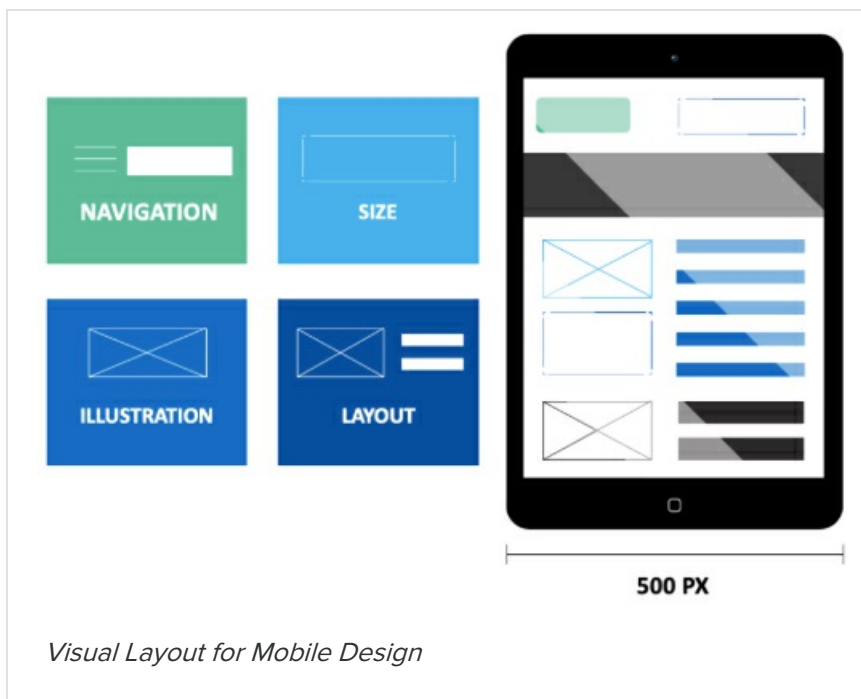 NAVIGATION
SIZE
ILLUSTRATION
LAYOUT
500 PX
Visual Layout for Mobile Design